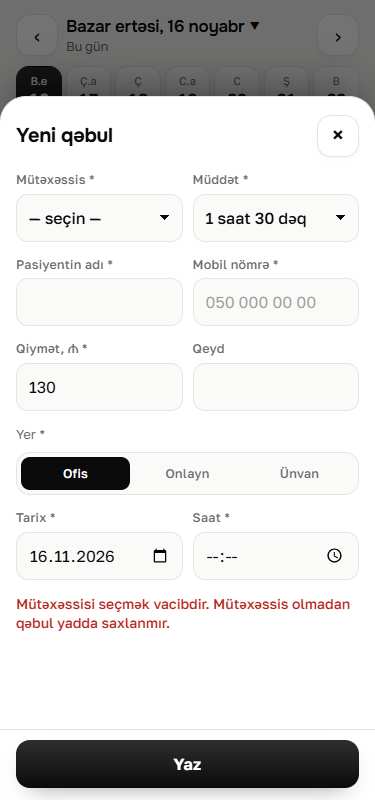 Bazar ertəsi, 16 noyabr ▼
Bu gün
B.e Ç.a Ç C.a C Ş B
Yeni qəbul
Mütəxəssis * Müddət *
— seçin — 1 saat 30 dəq
Pasiyentin adı * Mobil nömrə *
050 000 00 00
Qiymət, ₼ * Qeyd
130
Yer *
Ofis Onlayn Ünvan
Tarix * Saat *
16.11.2026 --:--
Mütəxəssisi seçmək vacibdir. Mütəxəssis olmadan
qəbul yadda saxlanmır.
Yaz